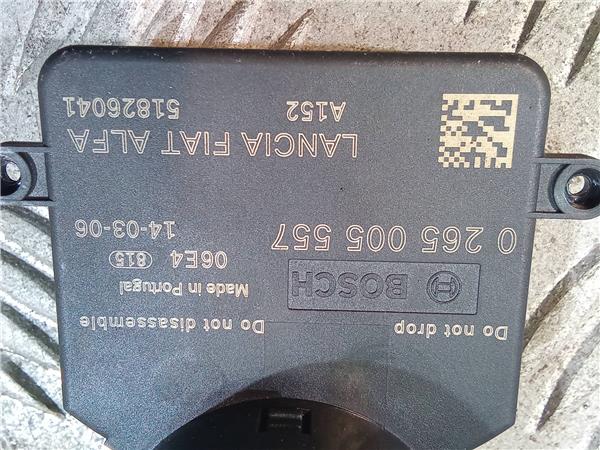 Do not drop Do not disassemble
BOSCH Made in Portugal
06E4 815
0 265 005 557 14-03-06
LANCIA FIAT ALFA
A152 51826041